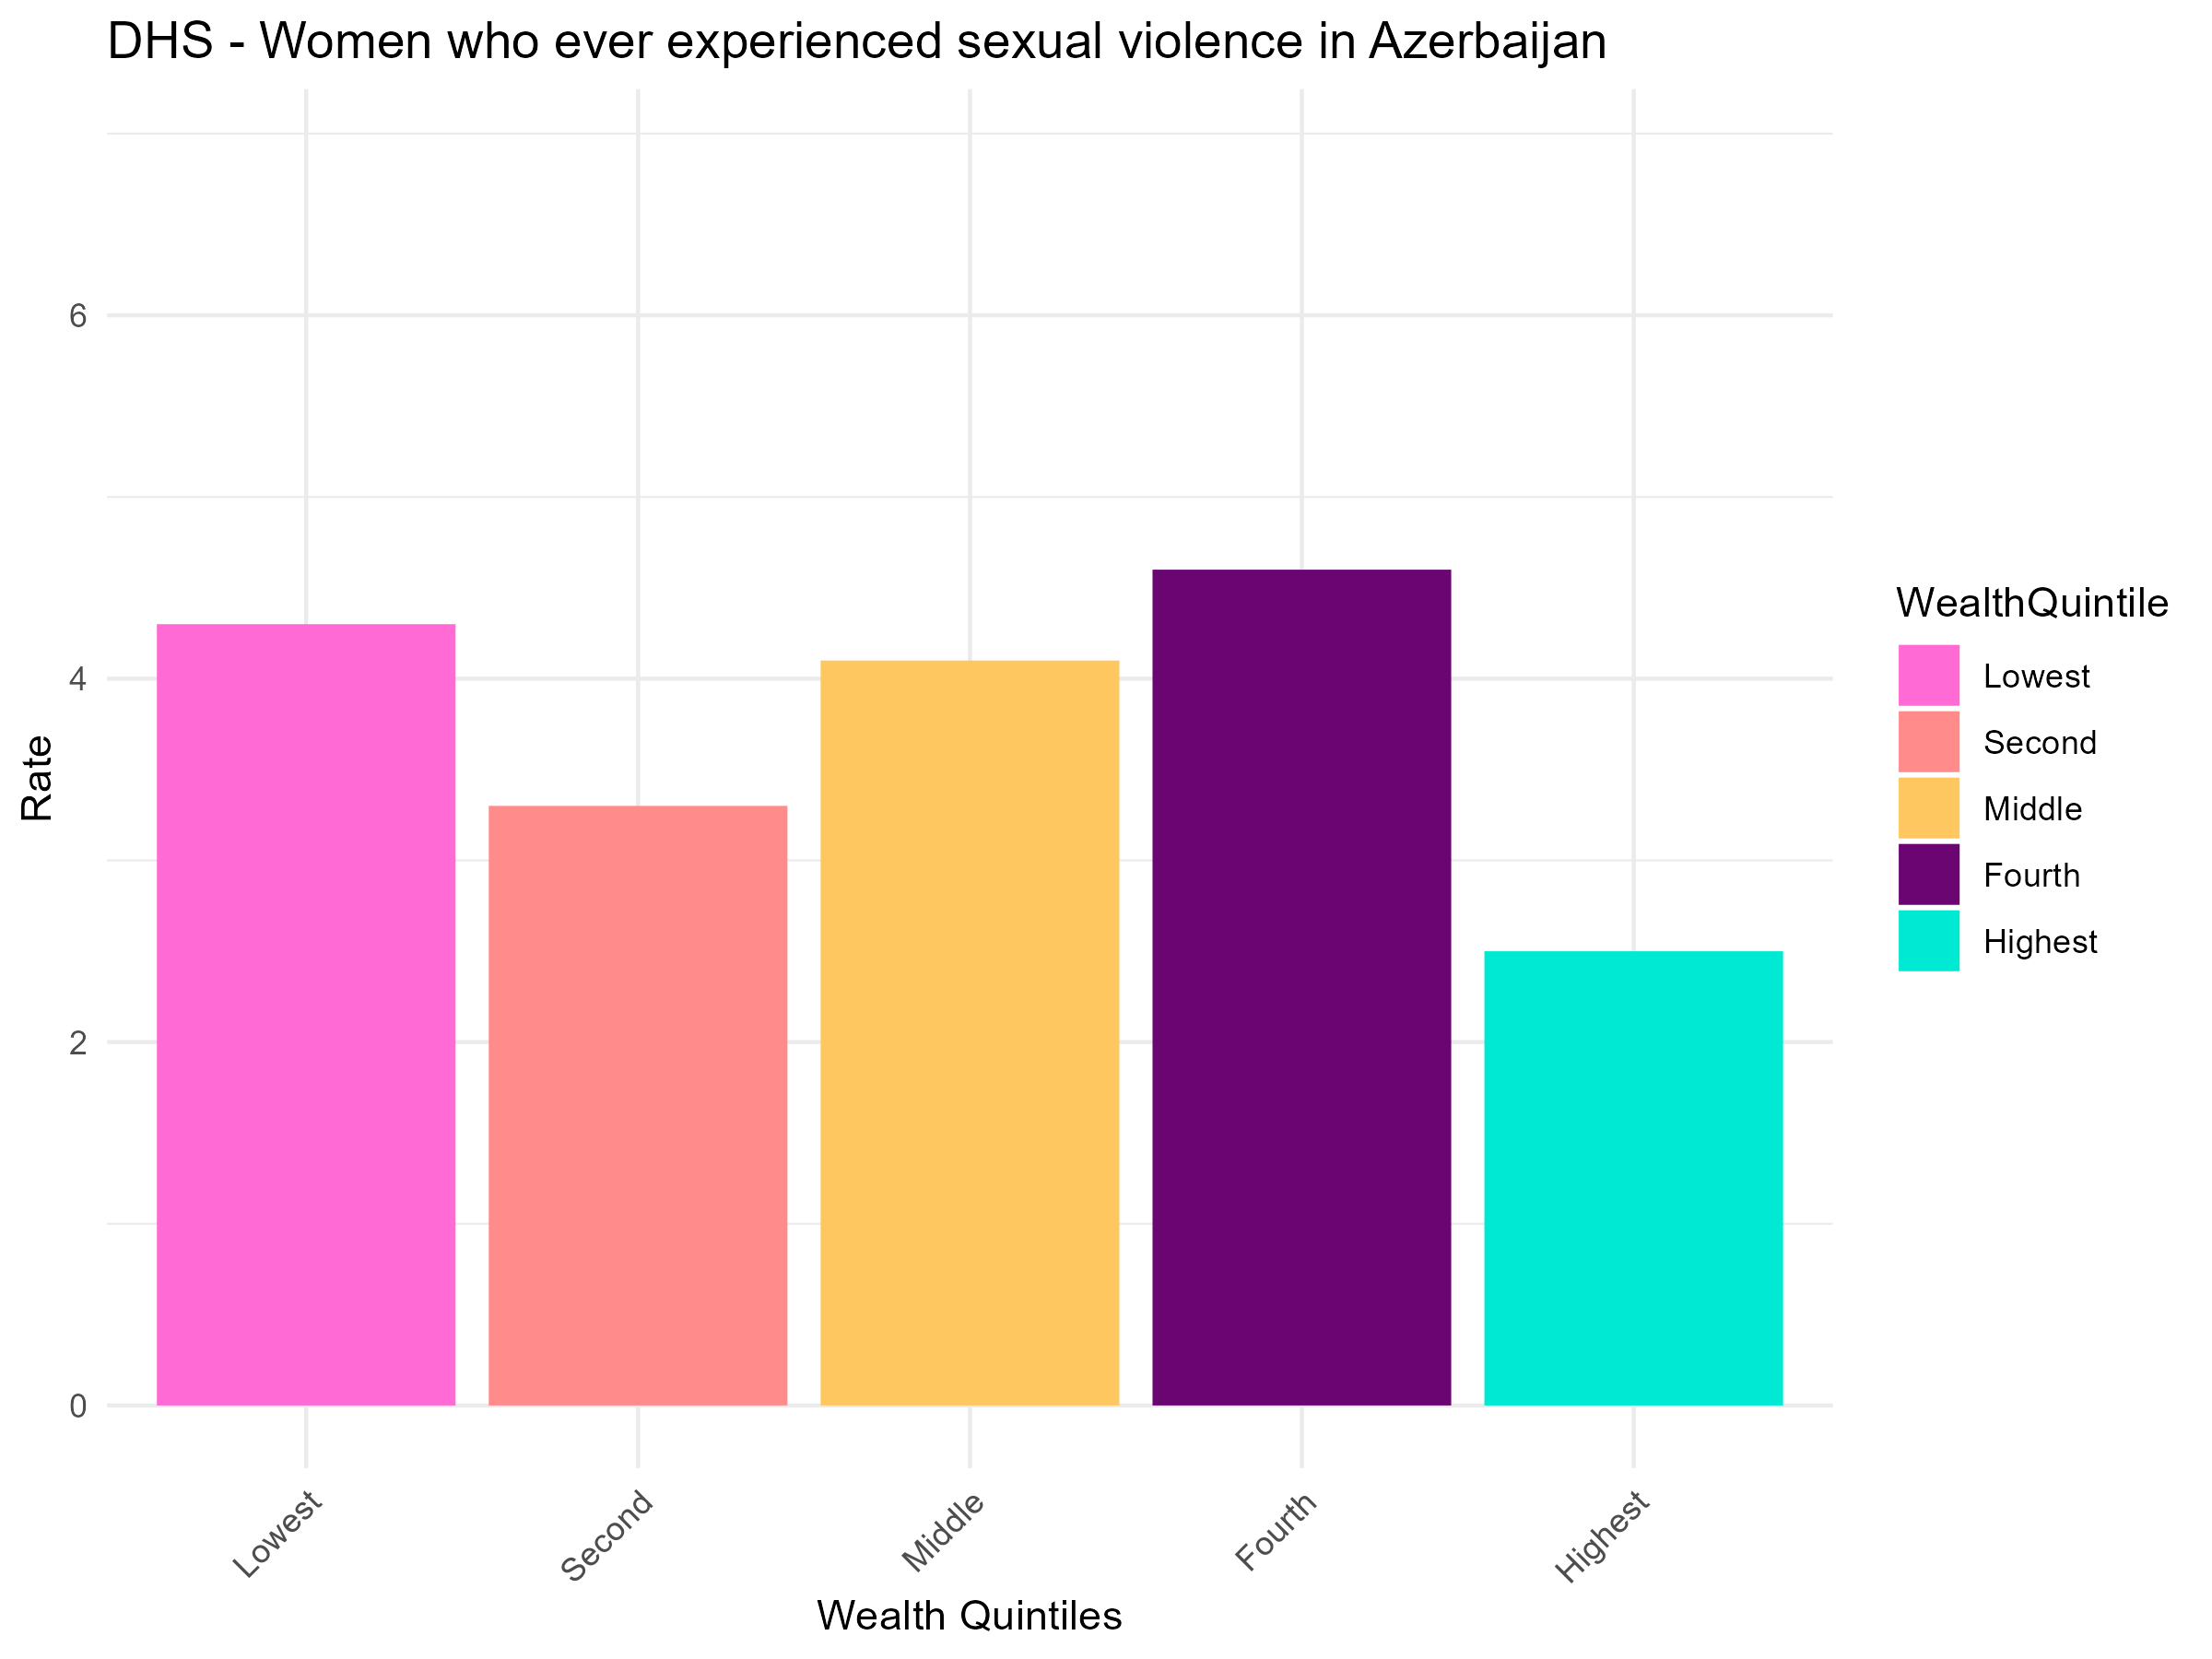 DHS - Women who ever experienced sexual violence in Azerbaijan
6
4
2
0
Rate
Lowest
Second
Middle
Fourth
Highest
Wealth Quintiles
WealthQuintile
Lowest
Second
Middle
Fourth
Highest